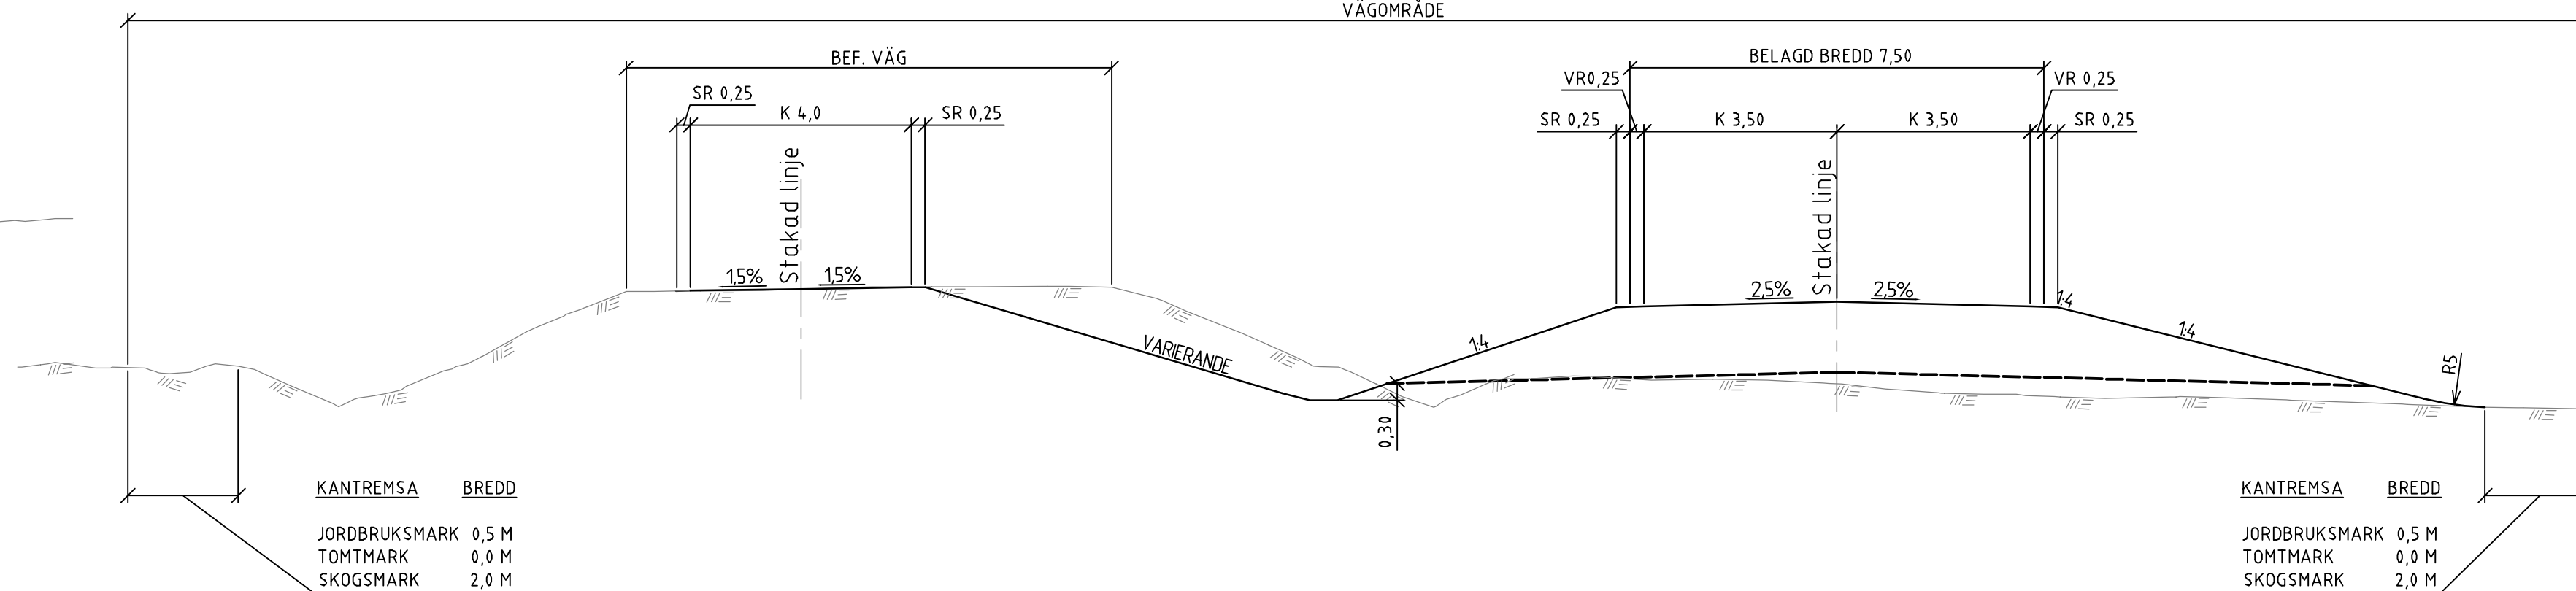 VÄGOMRÅDE
BEF. VÄG
BELAGD BREDD 7,50
VR0,25
VR 0,25
SR 0,25
K 4,0
SR 0,25
SR 0,25
K 3,50
K 3,50
SR 0,25
Stakad linje
Stakad linje
1,5%
1,5%
2,5%
2,5%
1:4
1:4
1:4
VARIERANDE
R5
0,30
KANTREMSA BREDD
JORDBRUKSMARK 0,5 M
TOMTMARK 0,0 M
SKOGSMARK 2,0 M
KANTREMSA BREDD
JORDBRUKSMARK 0,5 M
TOMTMARK 0,0 M
SKOGSMARK 2,0 M